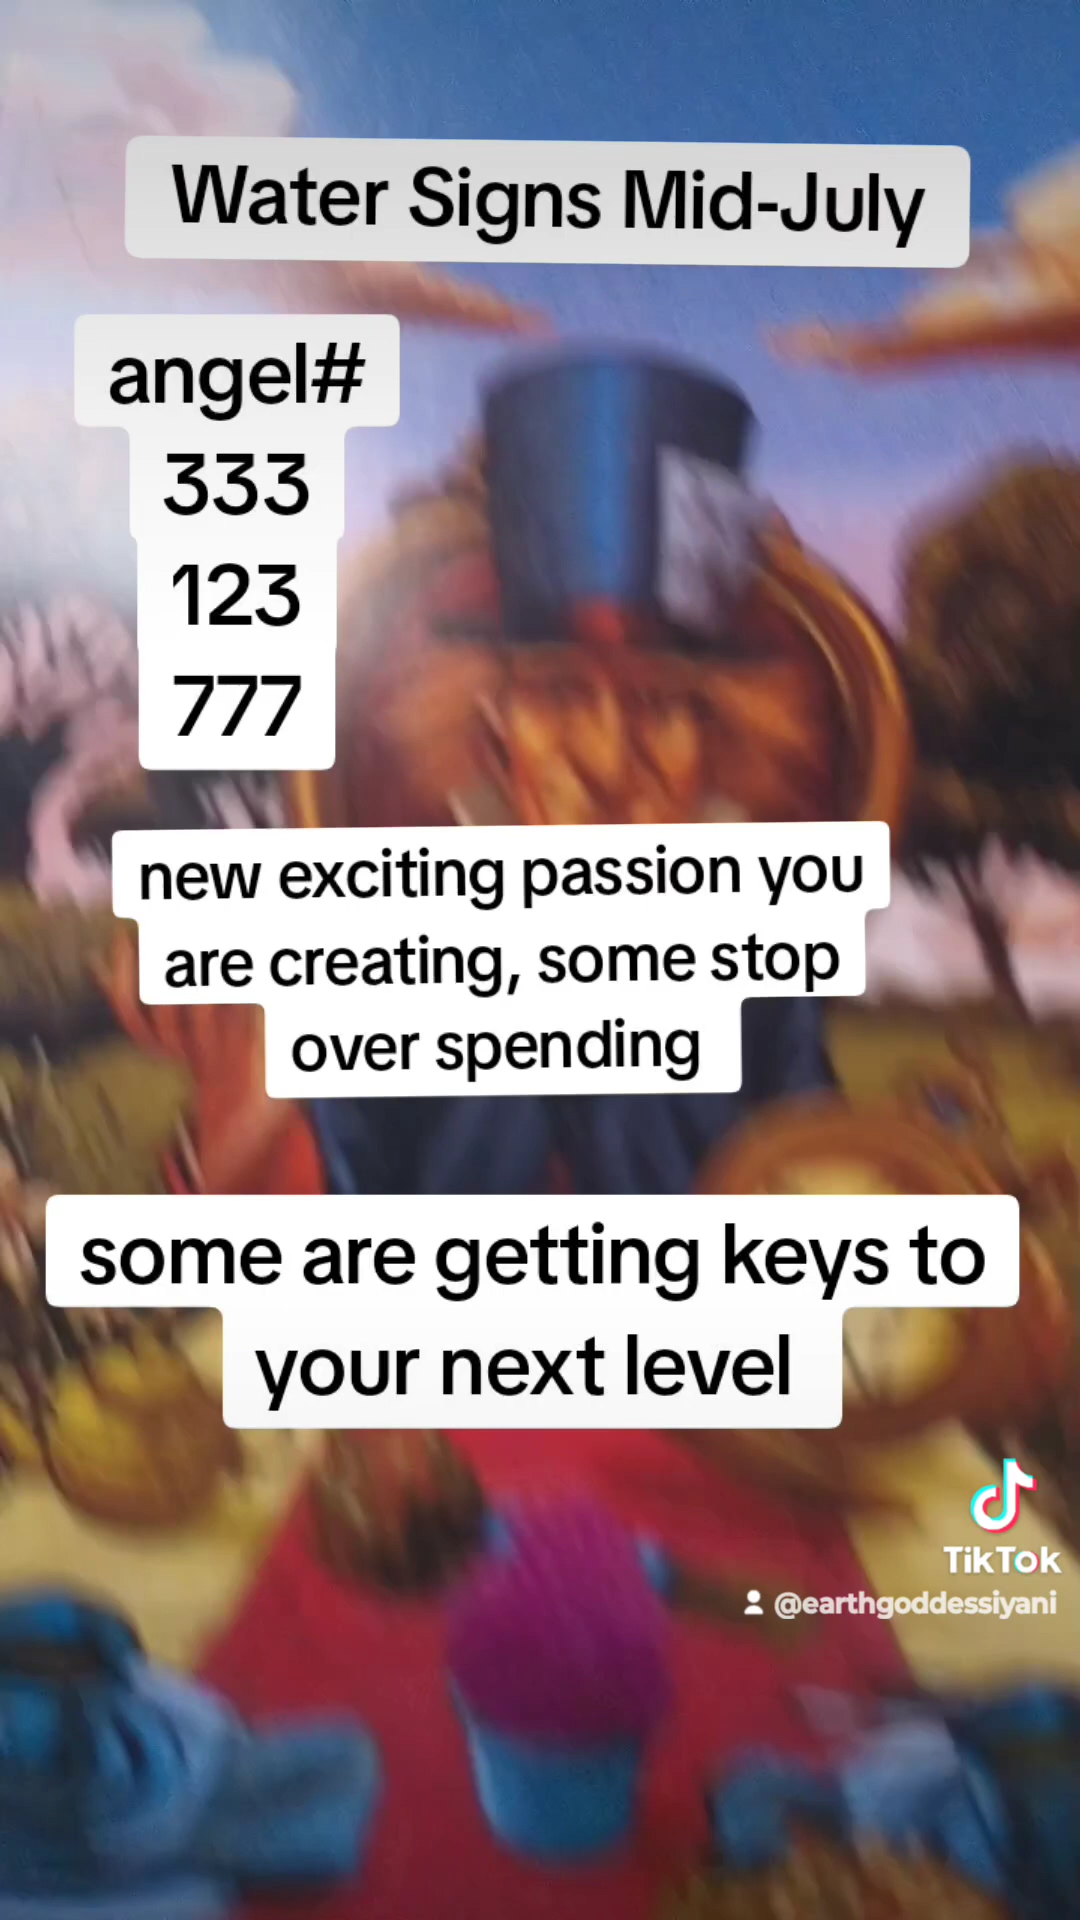 Water Signs Mid-July
angel#
333
123
777
new exciting passion you
are creating, some stop
over spending
some are getting keys to
your next level
TikTok
@earthgoddessiyani